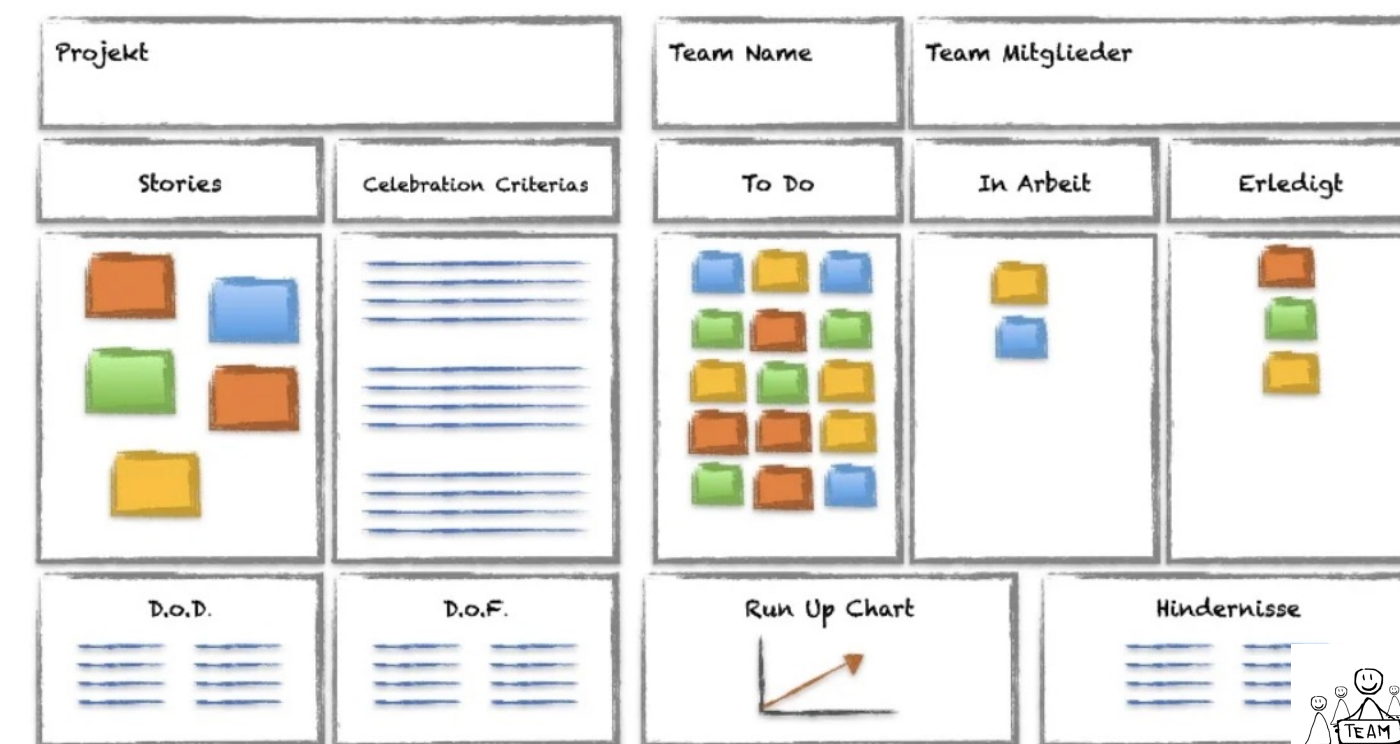 Projekt
Team Name
Team Mitglieder
Stories
Celebration Criterias
To Do
In Arbeit
Erledigt
D.o.D.
D.o.F.
Run Up Chart
Hindernisse
TEAM